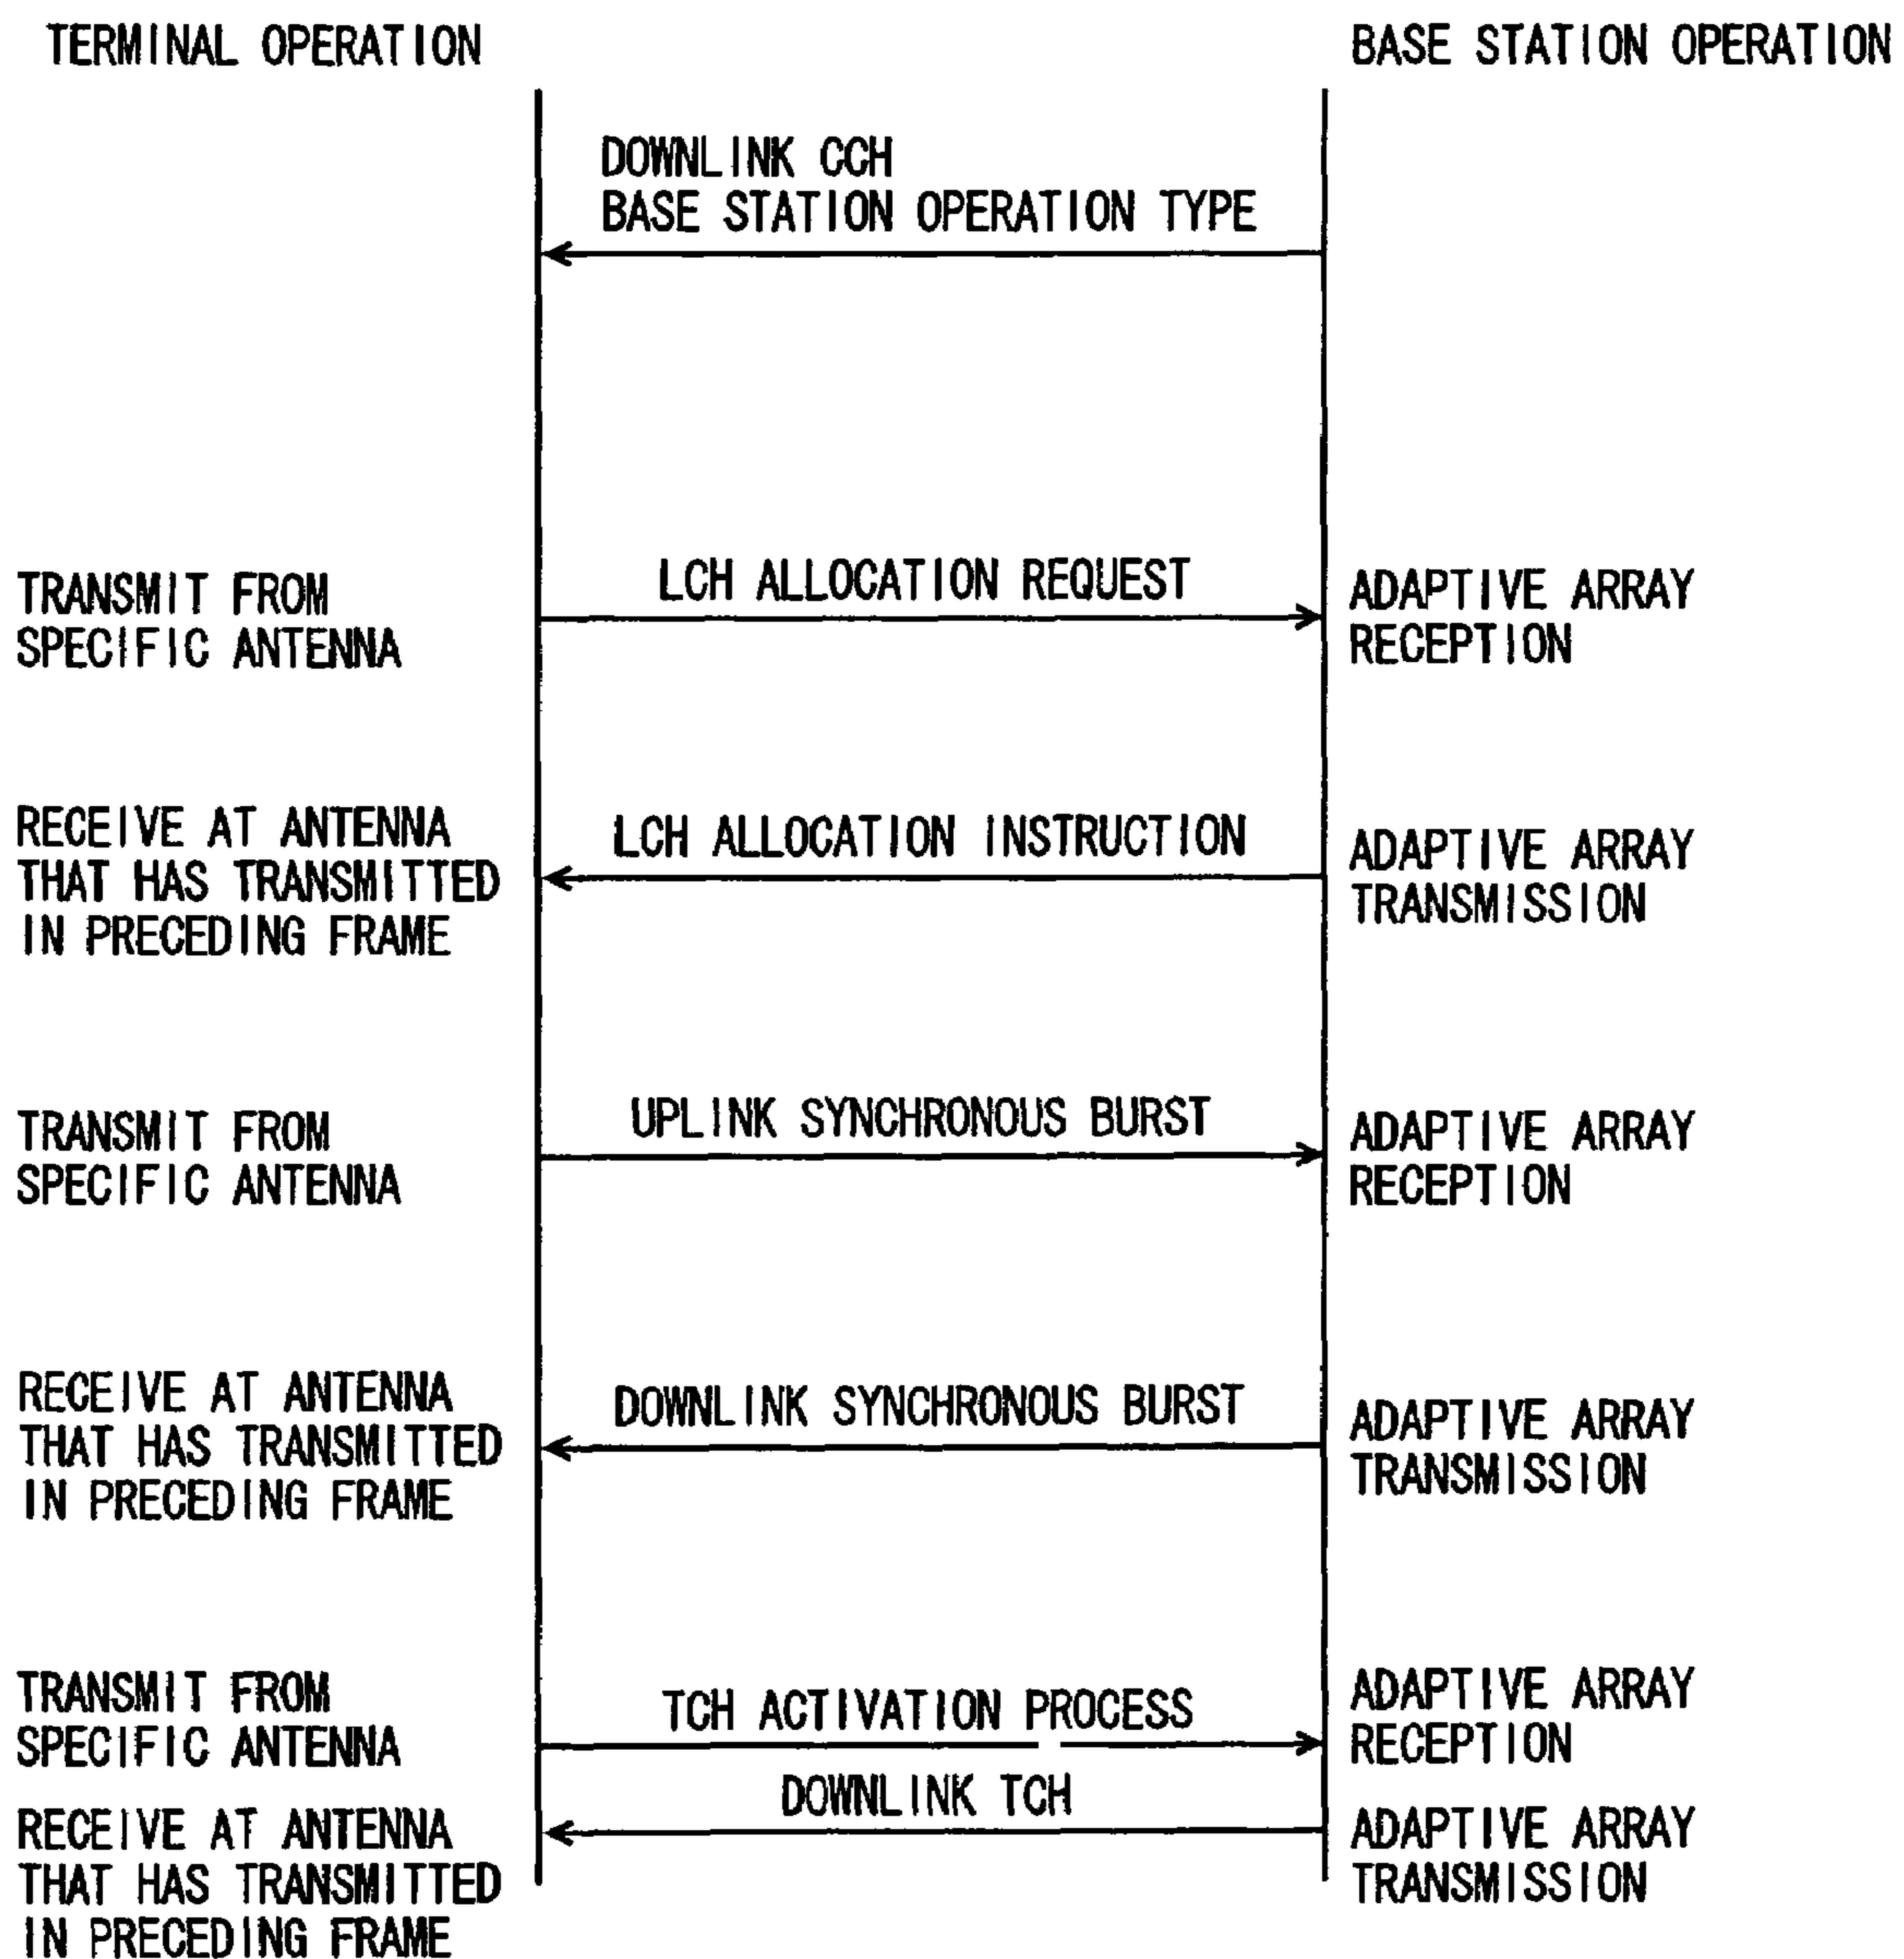 TERMINAL OPERATION
BASE STATION OPERATION
DOWNLINK CCH
BASE STATION OPERATION TYPE
TRANSMIT FROM
SPECIFIC ANTENNA
LCH ALLOCATION REQUEST
ADAPTIVE ARRAY
RECEPTION
RECEIVE AT ANTENNA
THAT HAS TRANSMITTED
IN PRECEDING FRAME
LCH ALLOCATION INSTRUCTION
ADAPTIVE ARRAY
TRANSMISSION
TRANSMIT FROM
SPECIFIC ANTENNA
UPLINK SYNCHRONOUS BURST
ADAPTIVE ARRAY
RECEPTION
RECEIVE AT ANTENNA
THAT HAS TRANSMITTED
IN PRECEDING FRAME
DOWNLINK SYNCHRONOUS BURST
ADAPTIVE ARRAY
TRANSMISSION
TRANSMIT FROM
SPECIFIC ANTENNA
TCH ACTIVATION PROCESS
ADAPTIVE ARRAY
RECEPTION
RECEIVE AT ANTENNA
THAT HAS TRANSMITTED
IN PRECEDING FRAME
DOWNLINK TCH
ADAPTIVE ARRAY
TRANSMISSION